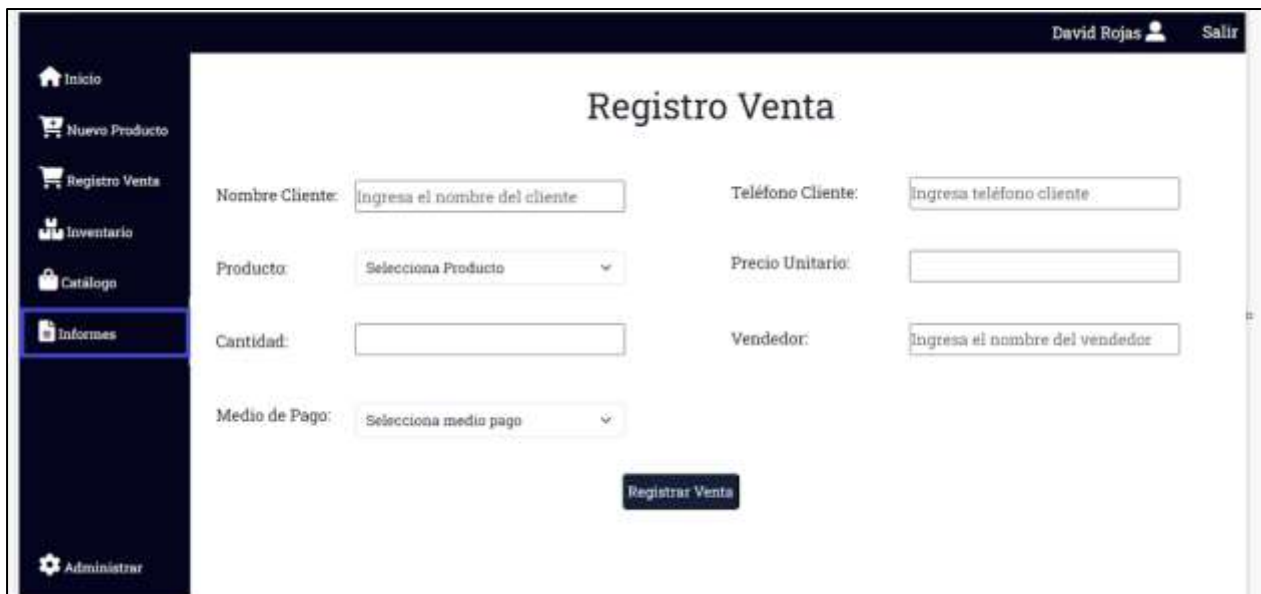 David Rojas Salir
Inicio
Nuevo Producto
Registro Venta
Inventario
Catálogo
Informes
Administrar
Registro Venta
Nombre Cliente: Ingresa el nombre del cliente
Teléfono Cliente: Ingresa teléfono cliente
Producto: Selecciona Producto
Precio Unitario:
Cantidad:
Vendedor: Ingresa el nombre del vendedor
Medio de Pago: Selecciona medio pago
Registrar Venta